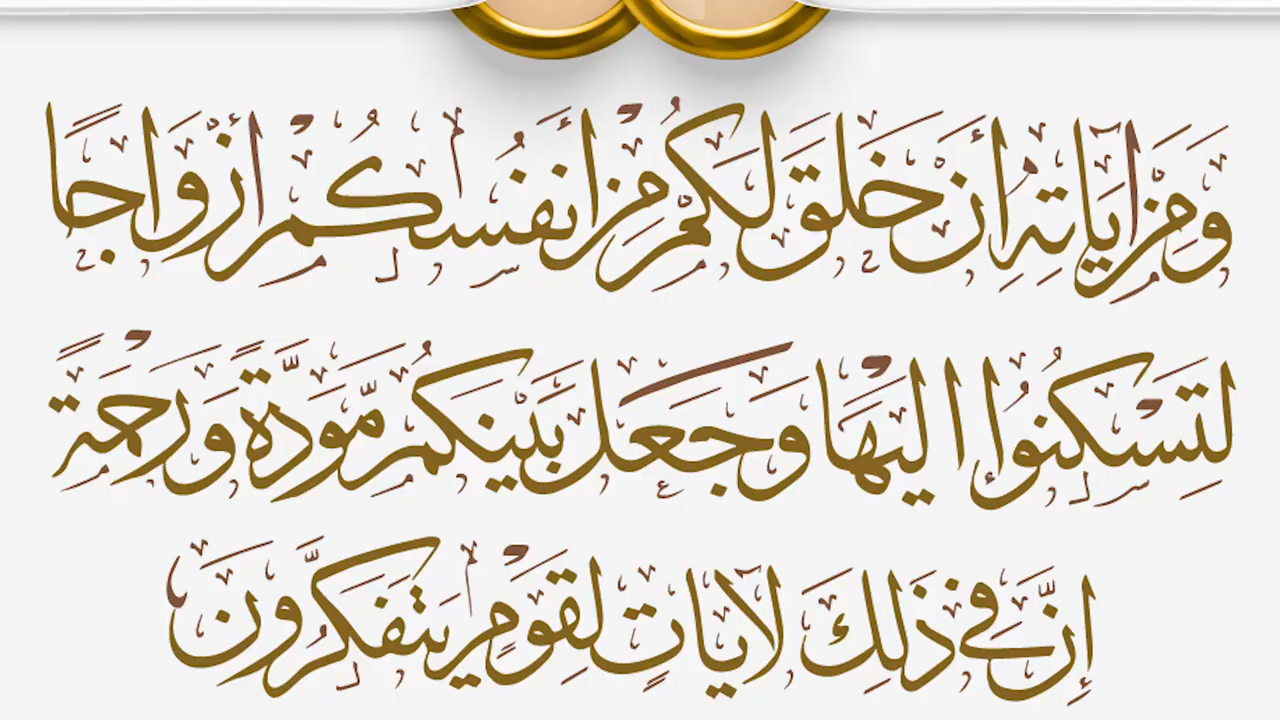 وَمِنْ آيَاتِهِ أَنْ خَلَقَ لَكُمْ مِنْ أَنْفُسِكُمْ أَزْوَاجًا
لِتَسْكُنُوا إِلَيْهَا وَجَعَلَ بَيْنَكُمْ مَوَدَّةً وَرَحْمَةً
إِنَّ فِي ذَلِكَ لَآيَاتٍ لِقَوْمٍ يَتَفَكَّرُونَ